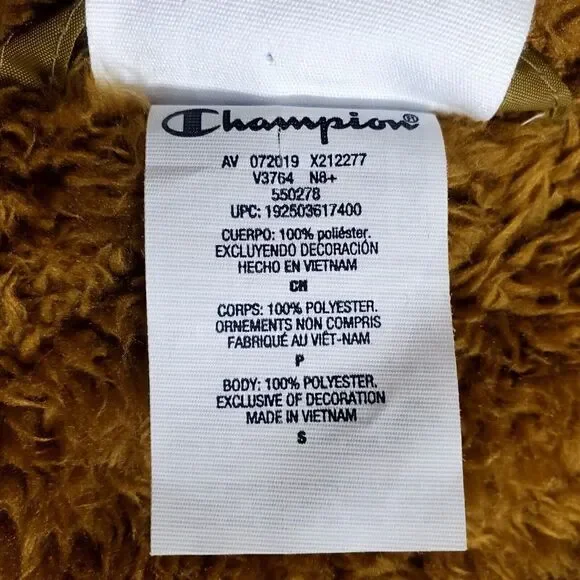 Champion®
AV 072019 X212277
V3764 N8+
550278
UPC: 192503617400
CUERPO: 100% poliéster.
EXCLUYENDO DECORACIÓN
HECHO EN VIETNAM
CH
CORPS: 100% POLYESTER.
ORNEMENTS NON COMPRIS
FABRIQUÉ AU VIÊT-NAM
P
BODY: 100% POLYESTER.
EXCLUSIVE OF DECORATION
MADE IN VIETNAM
S